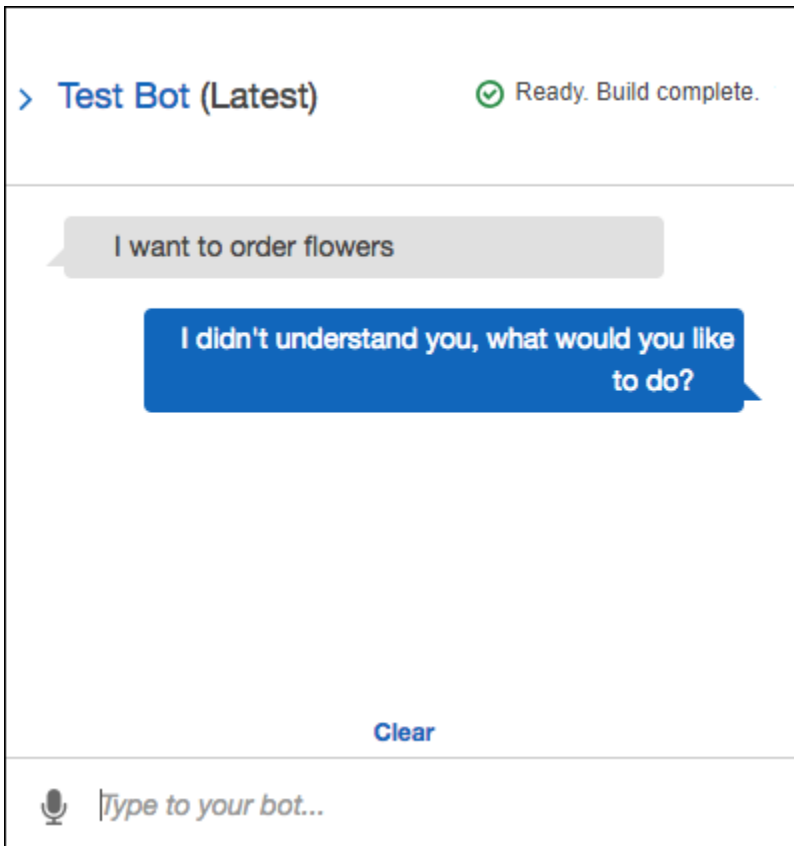 Test Bot (Latest)
Ready. Build complete.
I want to order flowers
I didn't understand you, what would you like
to do?
Clear
Type to your bot...